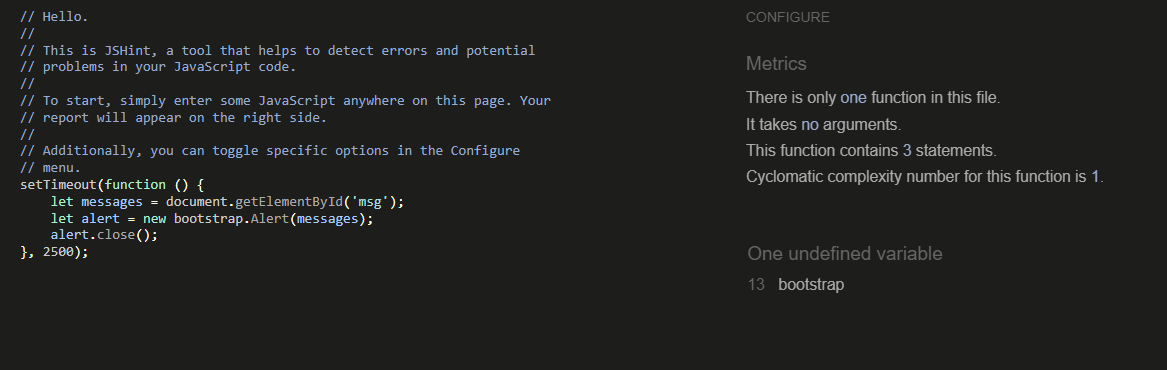 // Hello.
//
// This is JSHint, a tool that helps to detect errors and potential
// problems in your JavaScript code.
//
// To start, simply enter some JavaScript anywhere on this page. Your
// report will appear on the right side.
//
// Additionally, you can toggle specific options in the Configure
// menu.
setTimeout(function () {
    let messages = document.getElementById('msg');
    let alert = new bootstrap.Alert(messages);
    alert.close();
}, 2500);
CONFIGURE
Metrics
There is only one function in this file.
It takes no arguments.
This function contains 3 statements.
Cyclomatic complexity number for this function is 1.
One undefined variable
13 bootstrap